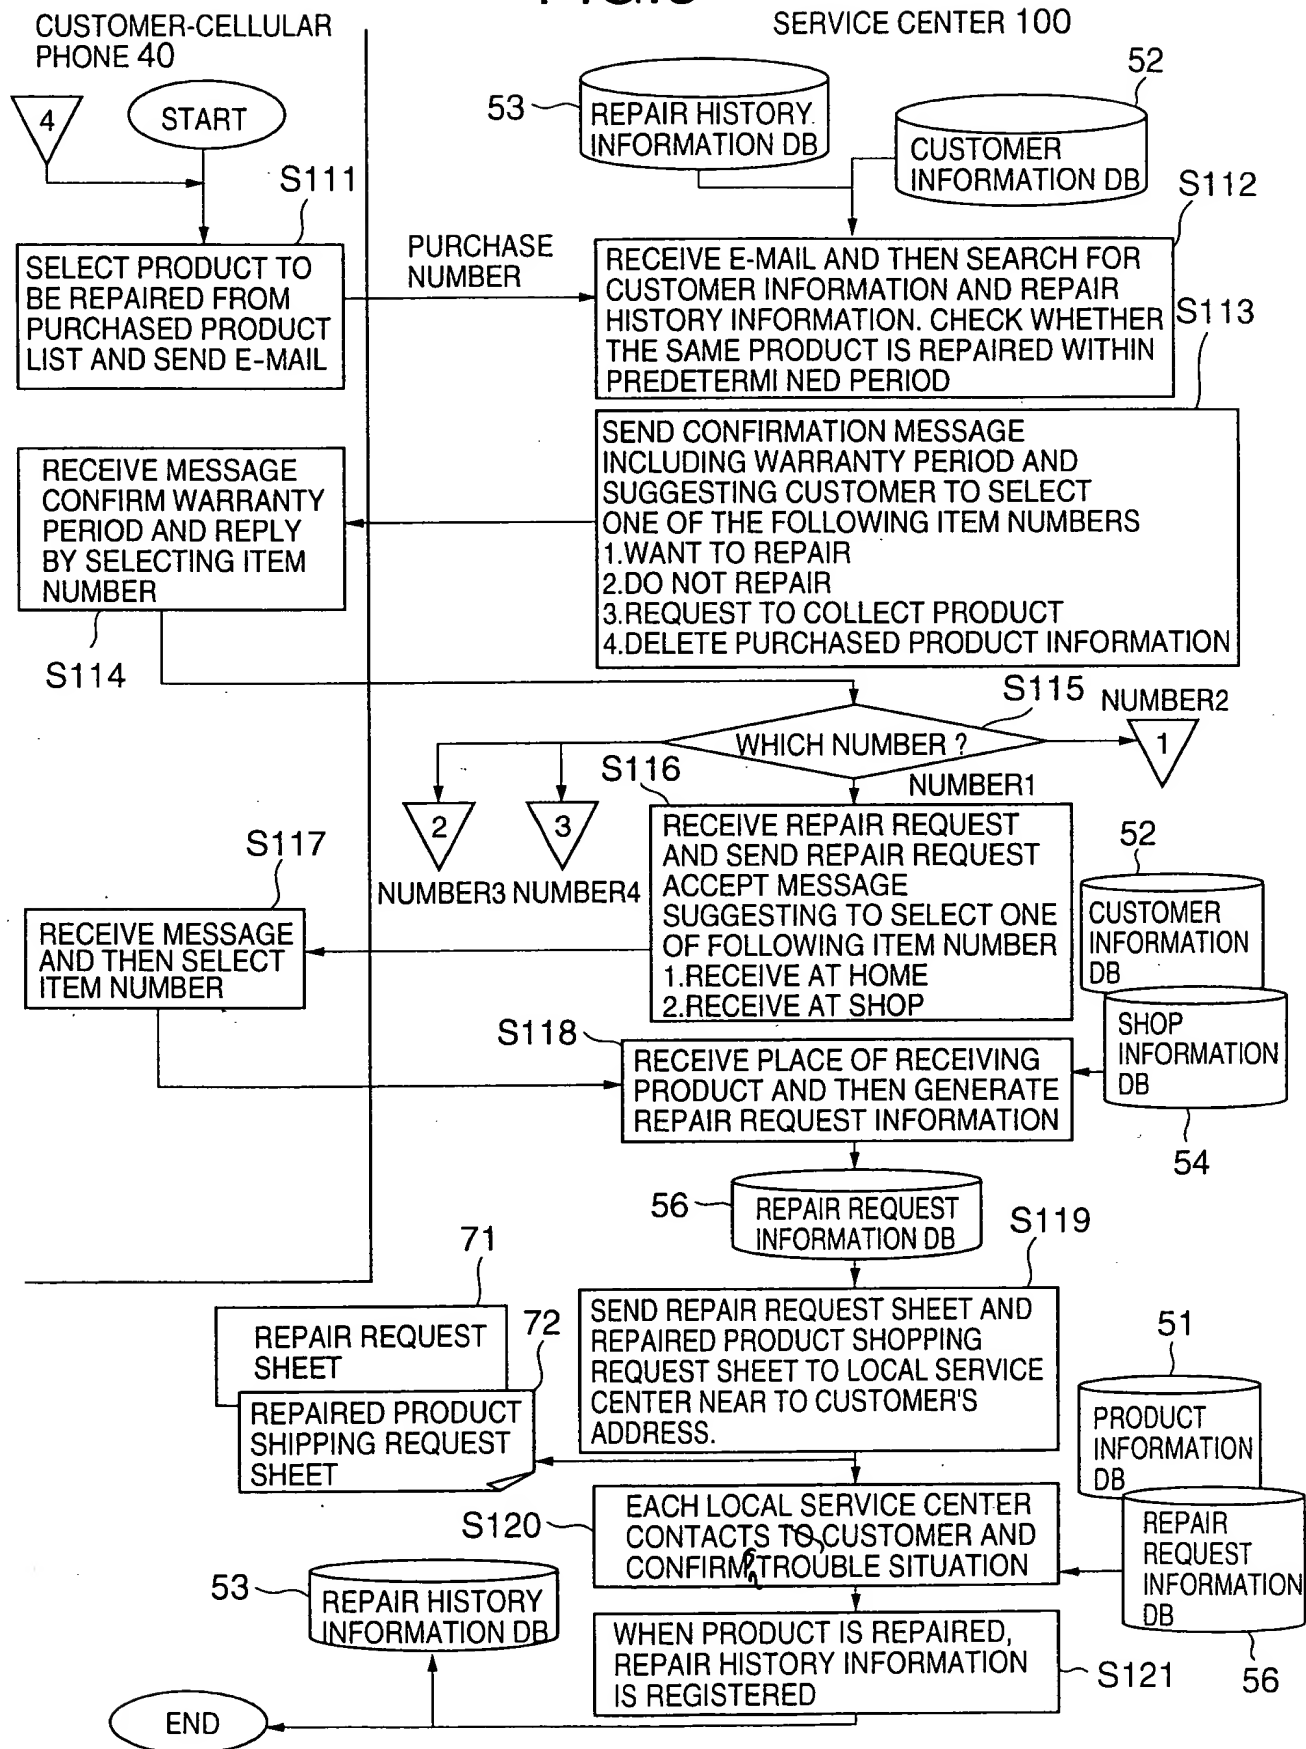 CUSTOMER-CELLULAR
PHONE 40
SERVICE CENTER 100
4
START
53
REPAIR HISTORY
INFORMATION DB
52
CUSTOMER
INFORMATION DB
S111
SELECT PRODUCT TO
BE REPAIRED FROM
PURCHASED PRODUCT
LIST AND SEND E-MAIL
PURCHASE
NUMBER
S112
RECEIVE E-MAIL AND THEN SEARCH FOR
CUSTOMER INFORMATION AND REPAIR
HISTORY INFORMATION. CHECK WHETHER
THE SAME PRODUCT IS REPAIRED WITHIN
PREDETERMI NED PERIOD
S113
SEND CONFIRMATION MESSAGE
INCLUDING WARRANTY PERIOD AND
SUGGESTING CUSTOMER TO SELECT
ONE OF THE FOLLOWING ITEM NUMBERS
1.WANT TO REPAIR
2.DO NOT REPAIR
3.REQUEST TO COLLECT PRODUCT
4.DELETE PURCHASED PRODUCT INFORMATION
RECEIVE MESSAGE
CONFIRM WARRANTY
PERIOD AND REPLY
BY SELECTING ITEM
NUMBER
S114
S115
WHICH NUMBER ?
NUMBER2
1
2
NUMBER3
3
NUMBER4
NUMBER1
S116
RECEIVE REPAIR REQUEST
AND SEND REPAIR REQUEST
ACCEPT MESSAGE
SUGGESTING TO SELECT ONE
OF FOLLOWING ITEM NUMBER
1.RECEIVE AT HOME
2.RECEIVE AT SHOP
S117
RECEIVE MESSAGE
AND THEN SELECT
ITEM NUMBER
52
CUSTOMER
INFORMATION
DB
SHOP
INFORMATION
DB
54
S118
RECEIVE PLACE OF RECEIVING
PRODUCT AND THEN GENERATE
REPAIR REQUEST INFORMATION
56
REPAIR REQUEST
INFORMATION DB
S119
SEND REPAIR REQUEST SHEET AND
REPAIRED PRODUCT SHOPPING
REQUEST SHEET TO LOCAL SERVICE
CENTER NEAR TO CUSTOMER'S
ADDRESS.
71
REPAIR REQUEST
SHEET
72
REPAIRED PRODUCT
SHIPPING REQUEST
SHEET
51
PRODUCT
INFORMATION
DB
REPAIR
REQUEST
INFORMATION
DB
56
S120
EACH LOCAL SERVICE CENTER
CONTACTS TO CUSTOMER AND
CONFIRM TROUBLE SITUATION
53
REPAIR HISTORY
INFORMATION DB
S121
WHEN PRODUCT IS REPAIRED,
REPAIR HISTORY INFORMATION
IS REGISTERED
END